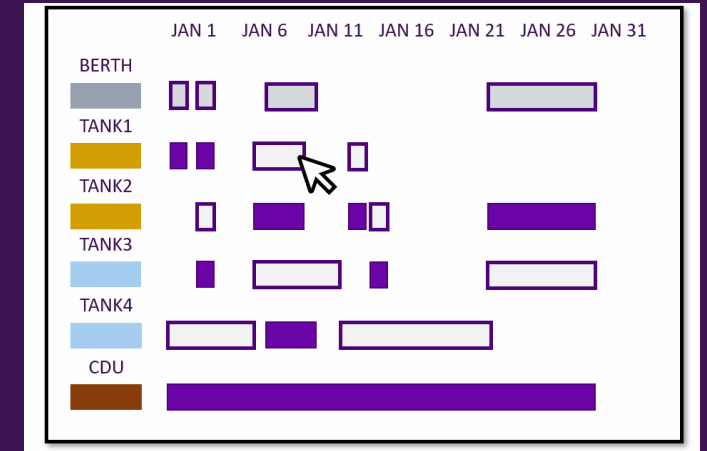 JAN 1 JAN 6 JAN 11 JAN 16 JAN 21 JAN 26 JAN 31
BERTH
TANK1
TANK2
TANK3
TANK4
CDU